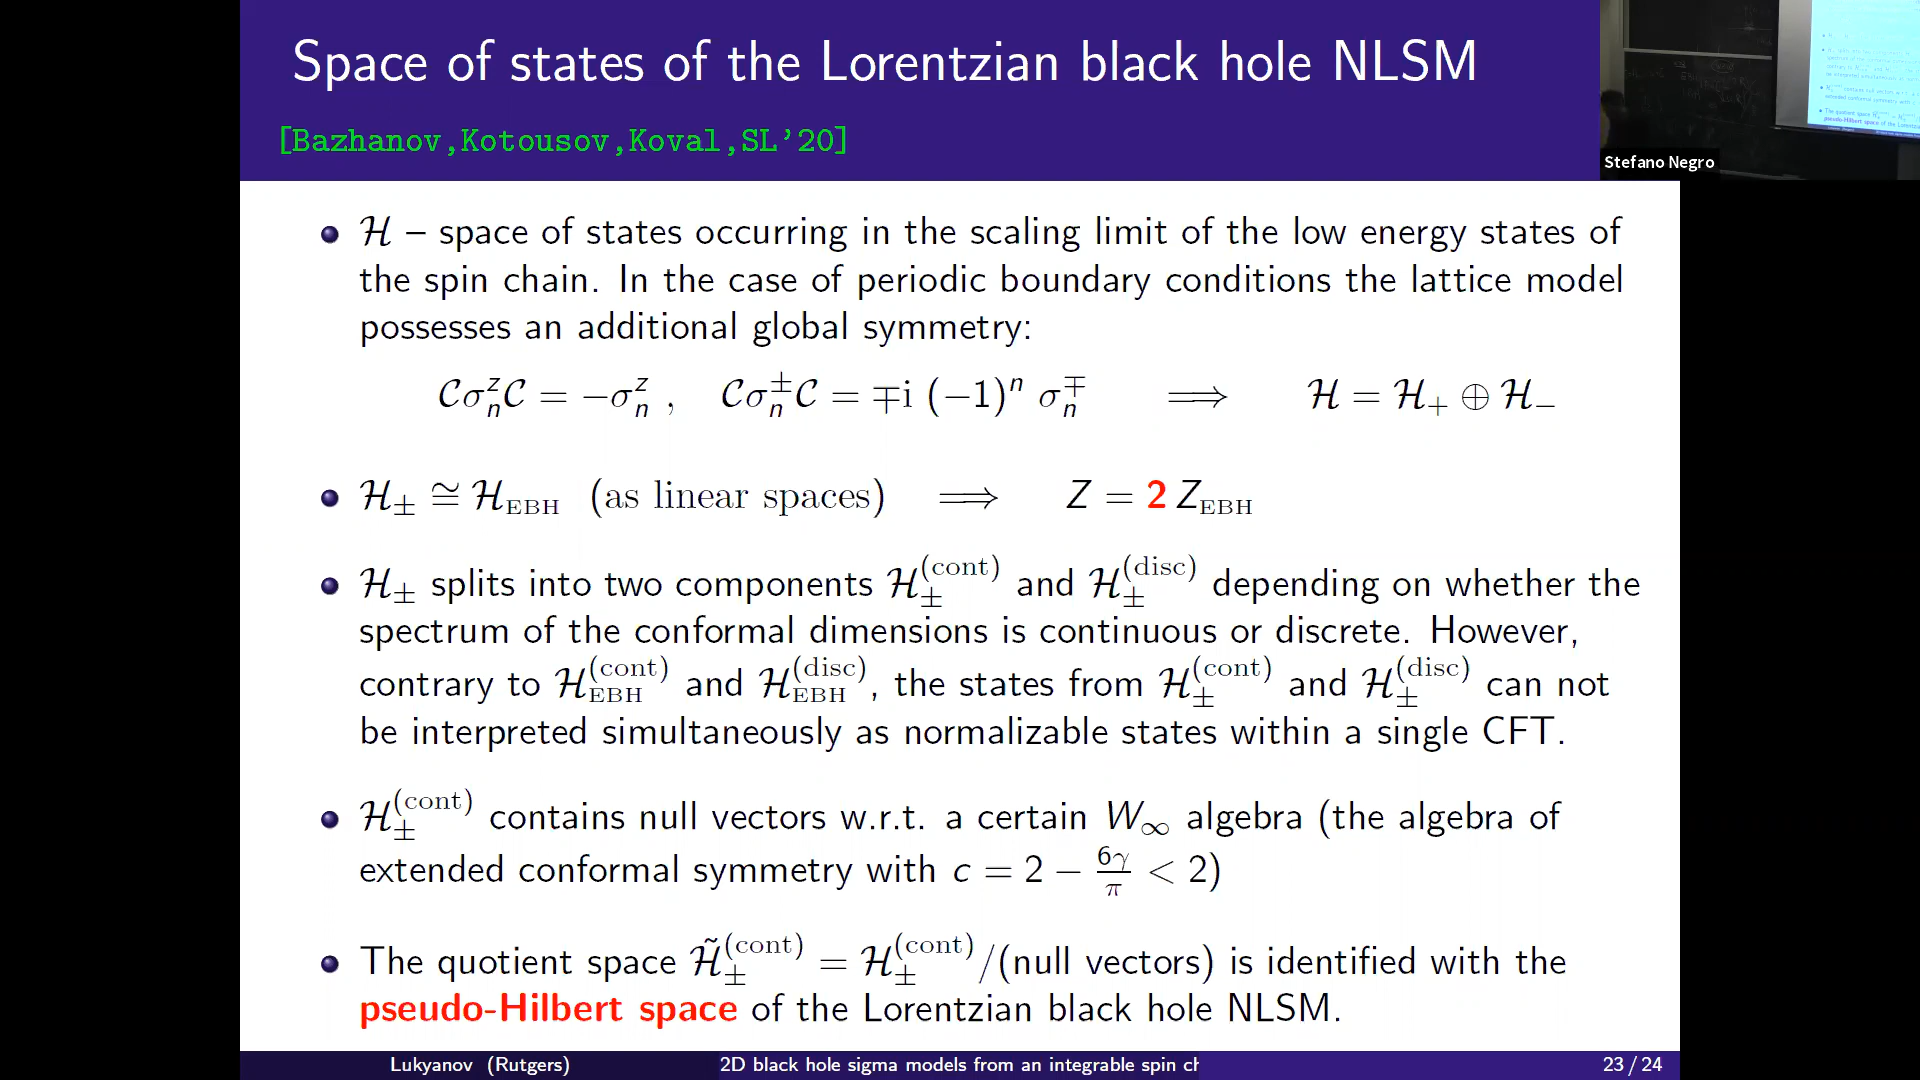 Space of states of the Lorentzian black hole NLSM
[Bazhanov,Kotousov,Koval,SL'20]
Stefano Negro
ℋ – space of states occurring in the scaling limit of the low energy states of
the spin chain. In the case of periodic boundary conditions the lattice model
possesses an additional global symmetry:
𝒞σ_n^z𝒞 = −σ_n^z , 𝒞σ_n^±𝒞 = ∓i (−1)^n σ_n^∓ ⟹ ℋ = ℋ_+ ⊕ ℋ_−
ℋ_± ≅ ℋ_EBH (as linear spaces) ⟹ Z = 2 Z_EBH
ℋ_± splits into two components ℋ_±^(cont) and ℋ_±^(disc) depending on whether the
spectrum of the conformal dimensions is continuous or discrete. However,
contrary to ℋ_EBH^(cont) and ℋ_EBH^(disc), the states from ℋ_±^(cont) and ℋ_±^(disc) can not
be interpreted simultaneously as normalizable states within a single CFT.
ℋ_±^(cont) contains null vectors w.r.t. a certain W_∞ algebra (the algebra of
extended conformal symmetry with c = 2 − 6γ/π < 2)
The quotient space ℋ̃_±^(cont) = ℋ_±^(cont)/(null vectors) is identified with the
pseudo-Hilbert space of the Lorentzian black hole NLSM.
Lukyanov (Rutgers)
2D black hole sigma models from an integrable spin ch
23 / 24